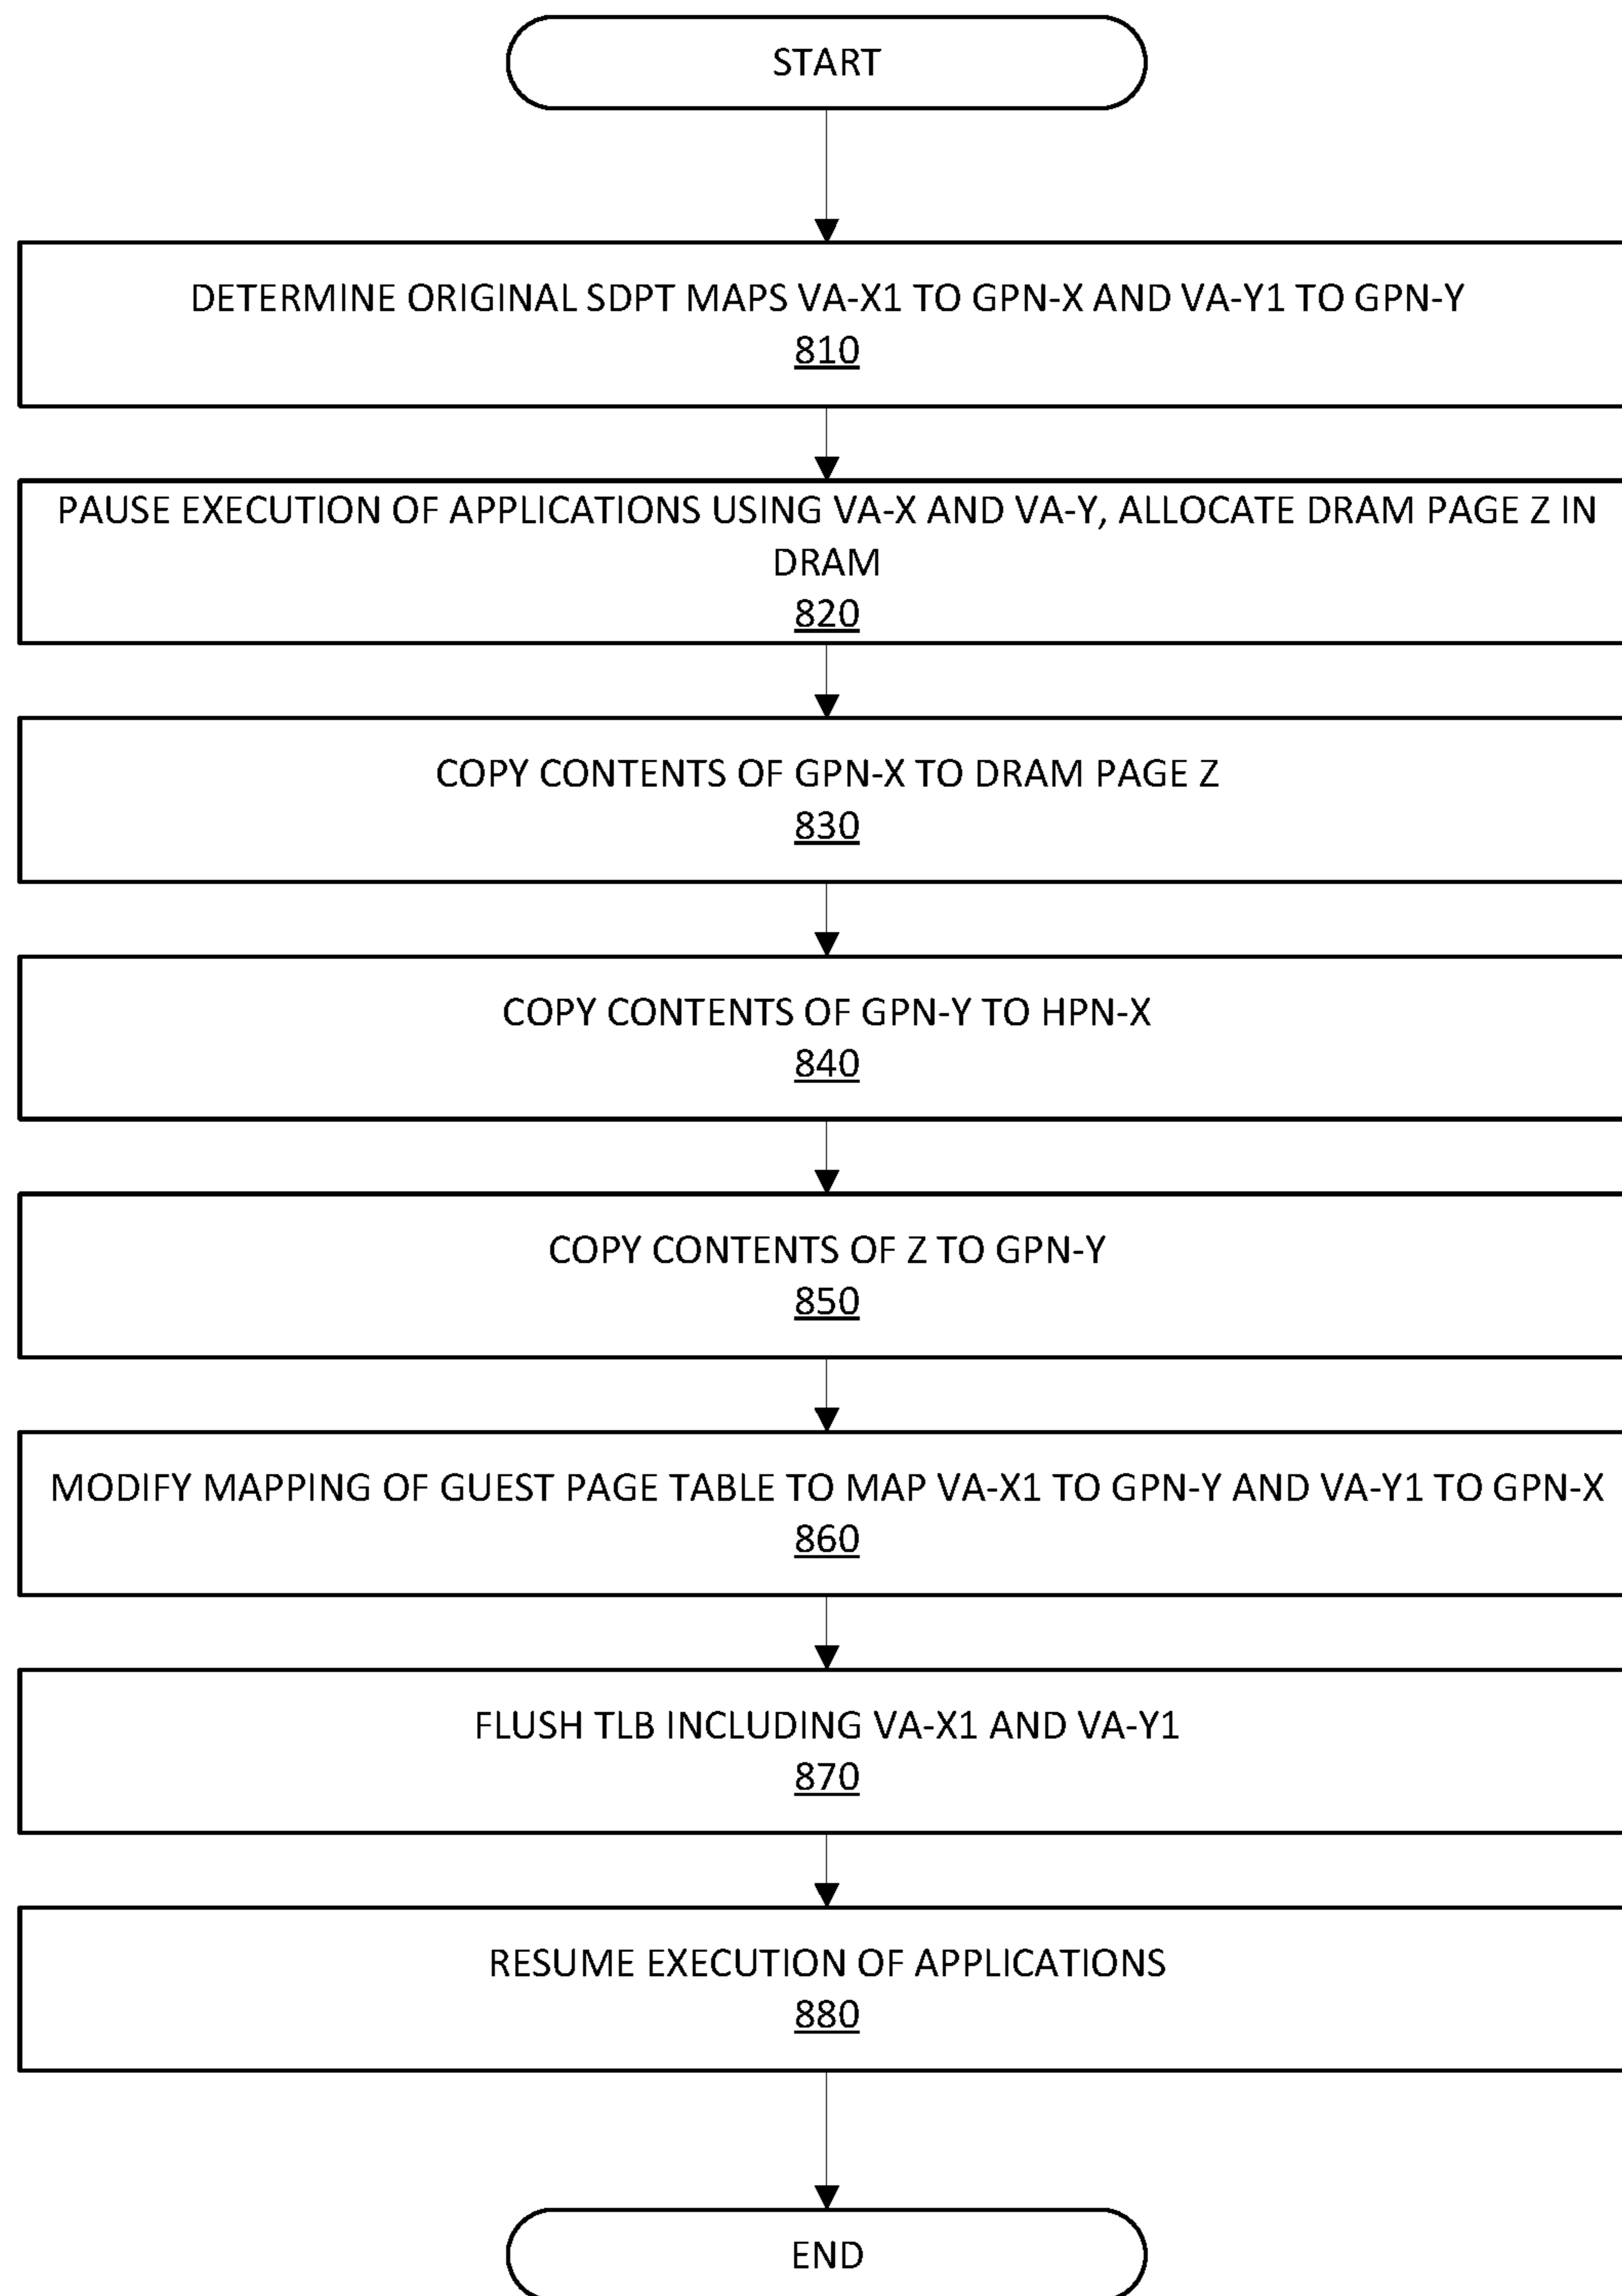 START
DETERMINE ORIGINAL SDPT MAPS VA-X1 TO GPN-X AND VA-Y1 TO GPN-Y
810
PAUSE EXECUTION OF APPLICATIONS USING VA-X AND VA-Y, ALLOCATE DRAM PAGE Z IN
DRAM
820
COPY CONTENTS OF GPN-X TO DRAM PAGE Z
830
COPY CONTENTS OF GPN-Y TO HPN-X
840
COPY CONTENTS OF Z TO GPN-Y
850
MODIFY MAPPING OF GUEST PAGE TABLE TO MAP VA-X1 TO GPN-Y AND VA-Y1 TO GPN-X
860
FLUSH TLB INCLUDING VA-X1 AND VA-Y1
870
RESUME EXECUTION OF APPLICATIONS
880
END